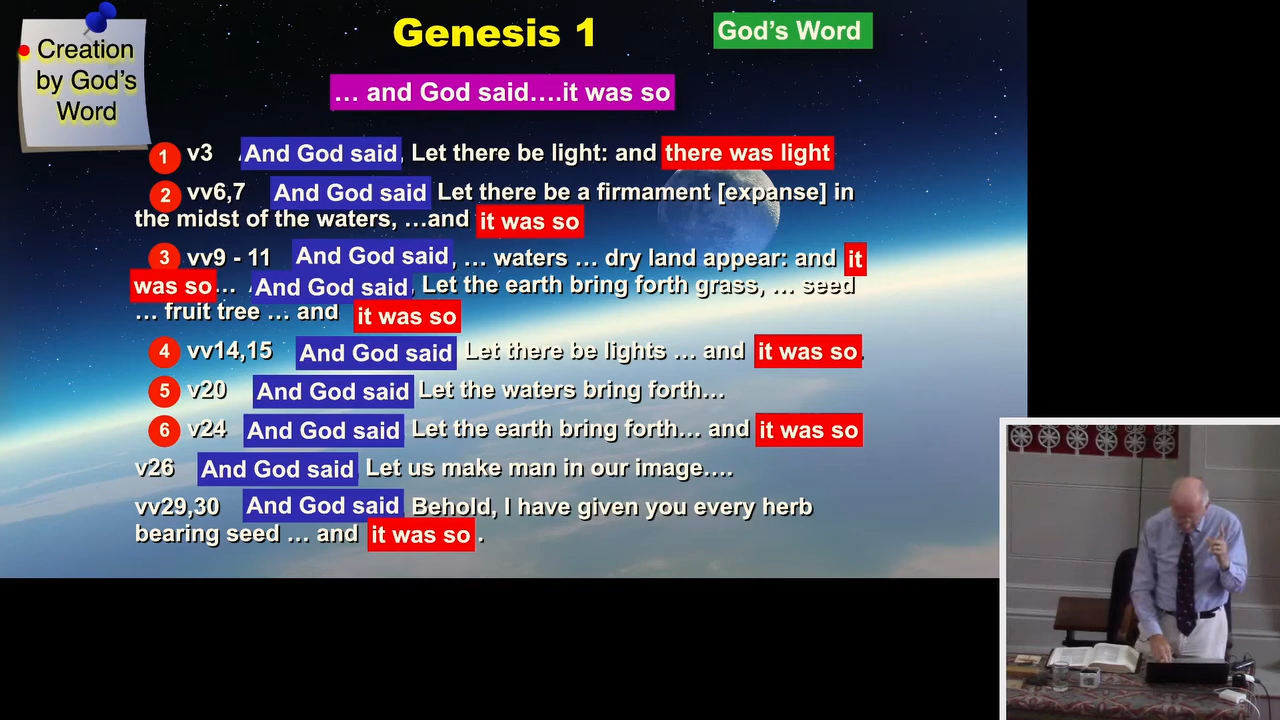 Creation
by God's
Word
Genesis 1
God's Word
… and God said….it was so
1 v3 And God said, Let there be light: and there was light
2 vv6,7 And God said Let there be a firmament [expanse] in
the midst of the waters, …and it was so
3 vv9 - 11 And God said, … waters … dry land appear: and it
was so… And God said, Let the earth bring forth grass, … seed
… fruit tree … and it was so
4 vv14,15 And God said Let there be lights … and it was so.
5 v20 And God said Let the waters bring forth…
6 v24 And God said Let the earth bring forth… and it was so
v26 And God said Let us make man in our image….
vv29,30 And God said Behold, I have given you every herb
bearing seed … and it was so.